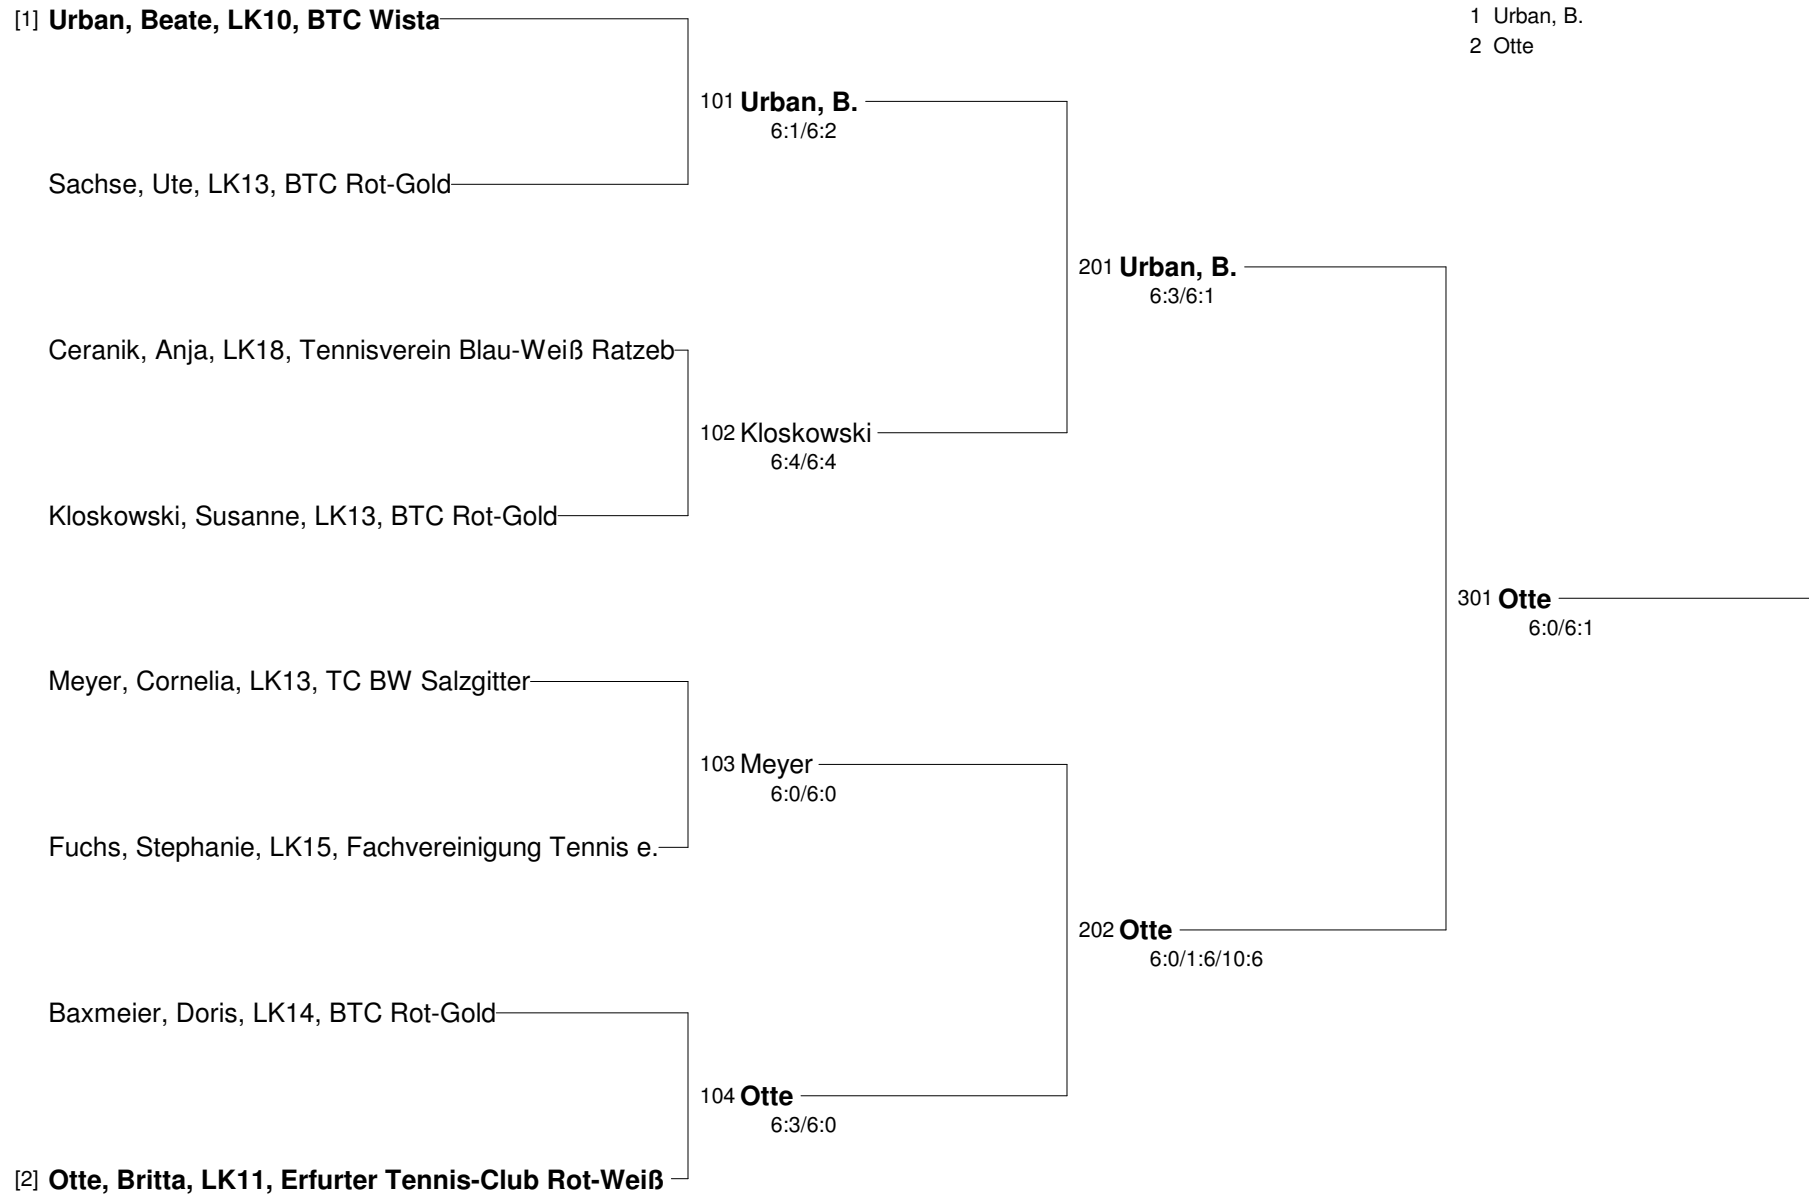 [1] Urban, Beate, LK10, BTC Wista
1 Urban, B.
2 Otte
101 Urban, B.
6:1/6:2
Sachse, Ute, LK13, BTC Rot-Gold
201 Urban, B.
6:3/6:1
Ceranik, Anja, LK18, Tennisverein Blau-Weiß Ratzeb
102 Kloskowski
6:4/6:4
Kloskowski, Susanne, LK13, BTC Rot-Gold
301 Otte
6:0/6:1
Meyer, Cornelia, LK13, TC BW Salzgitter
103 Meyer
6:0/6:0
Fuchs, Stephanie, LK15, Fachvereinigung Tennis e.
202 Otte
6:0/1:6/10:6
Baxmeier, Doris, LK14, BTC Rot-Gold
104 Otte
6:3/6:0
[2] Otte, Britta, LK11, Erfurter Tennis-Club Rot-Weiß